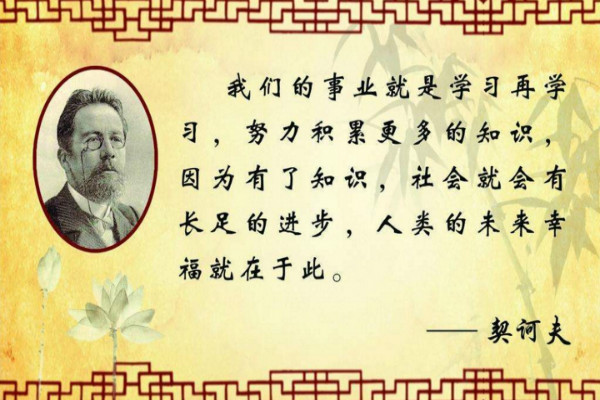 我们的事业就是学习再学
习，努力积累更多的知识，
因为有了知识，社会就会有
长足的进步，人类的未来幸
福就在于此。
——契诃夫